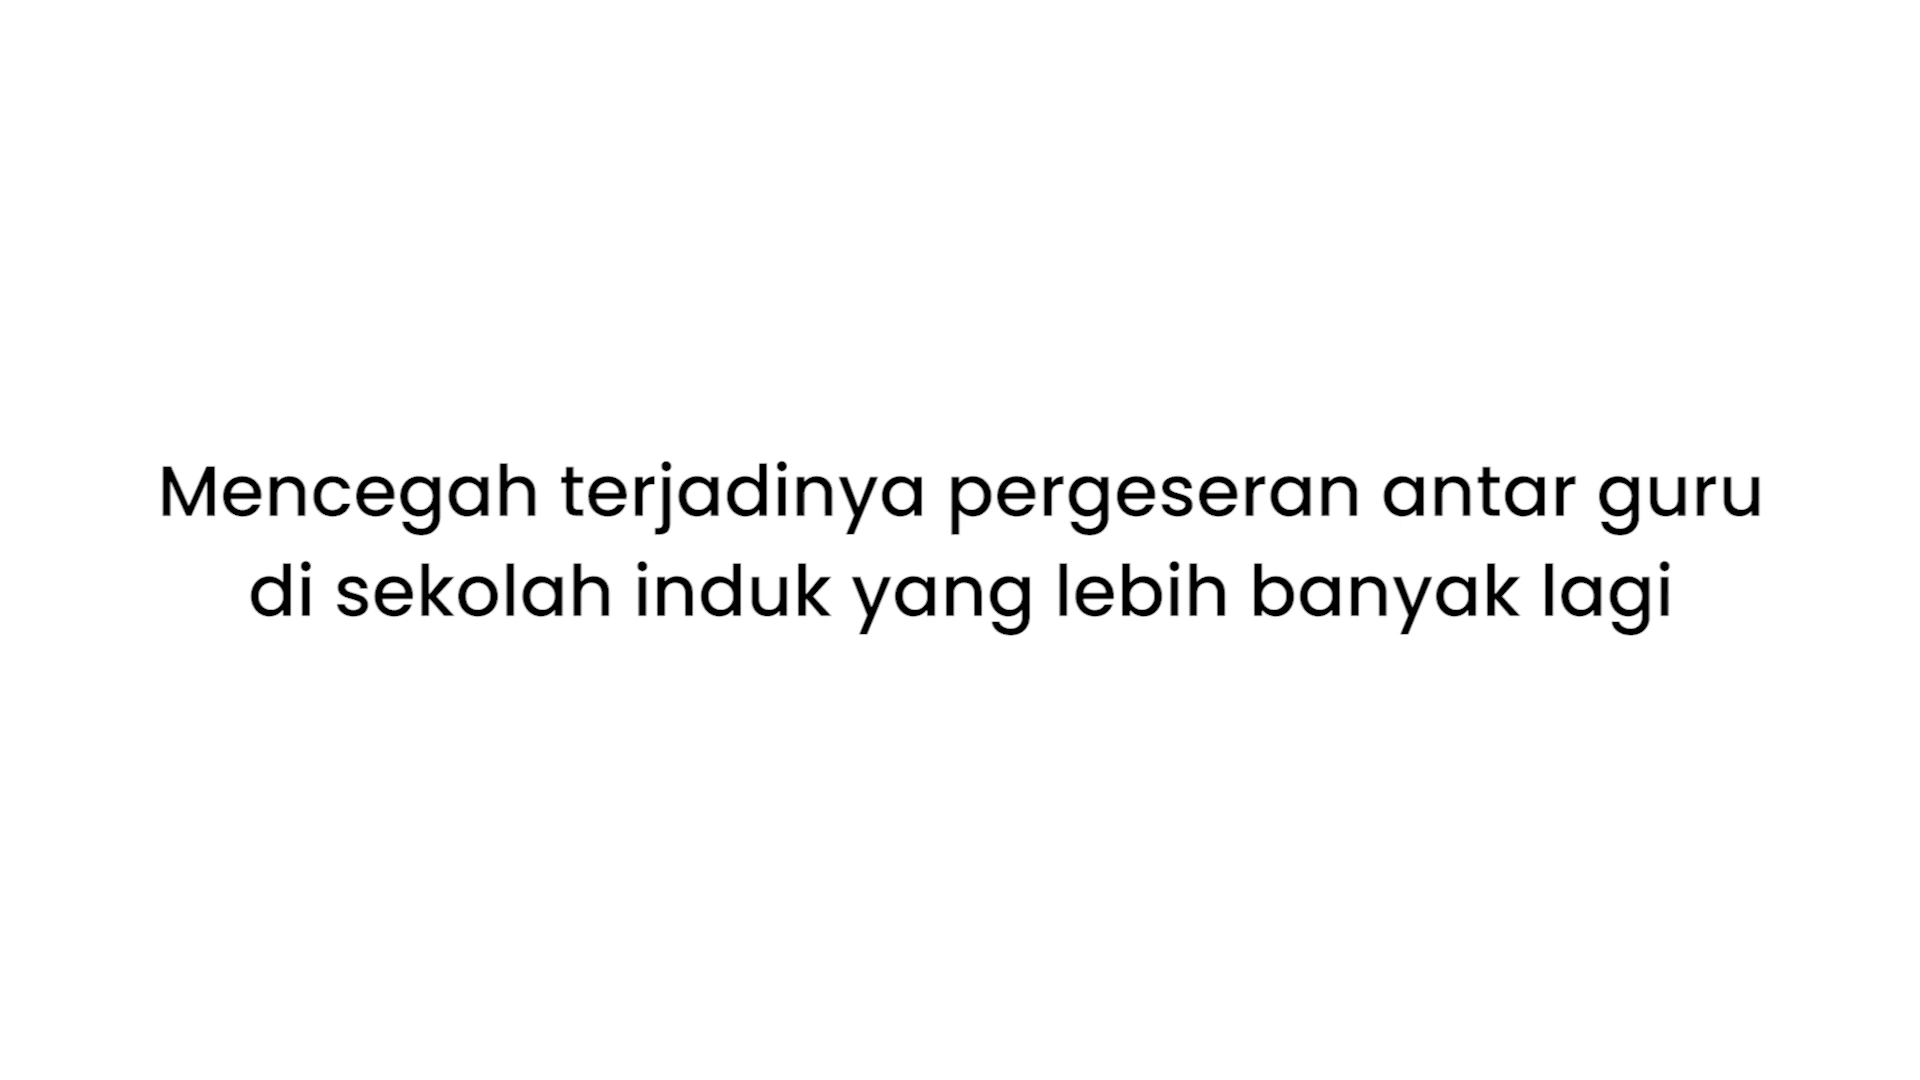 Mencegah terjadinya pergeseran antar guru
di sekolah induk yang lebih banyak lagi